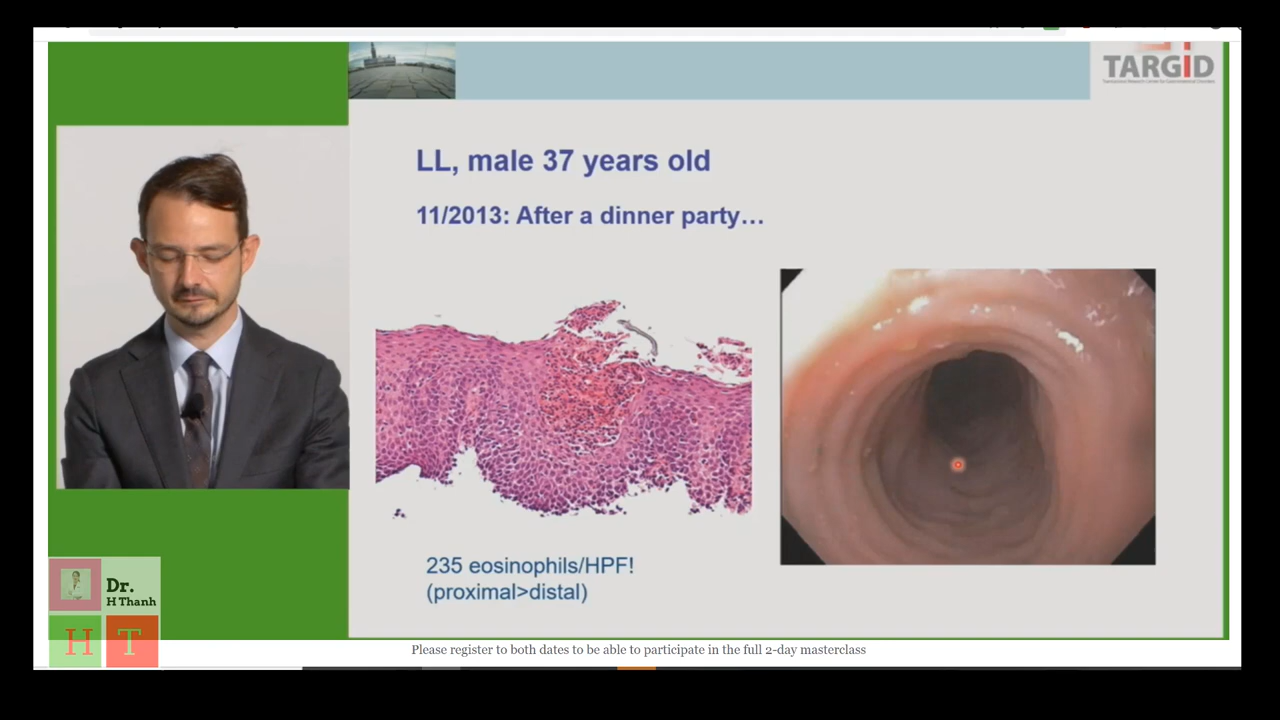 TARGiD
LL, male 37 years old
11/2013: After a dinner party…
235 eosinophils/HPF!
(proximal>distal)
Dr.
H Thanh
H T
Please register to both dates to be able to participate in the full 2-day masterclass